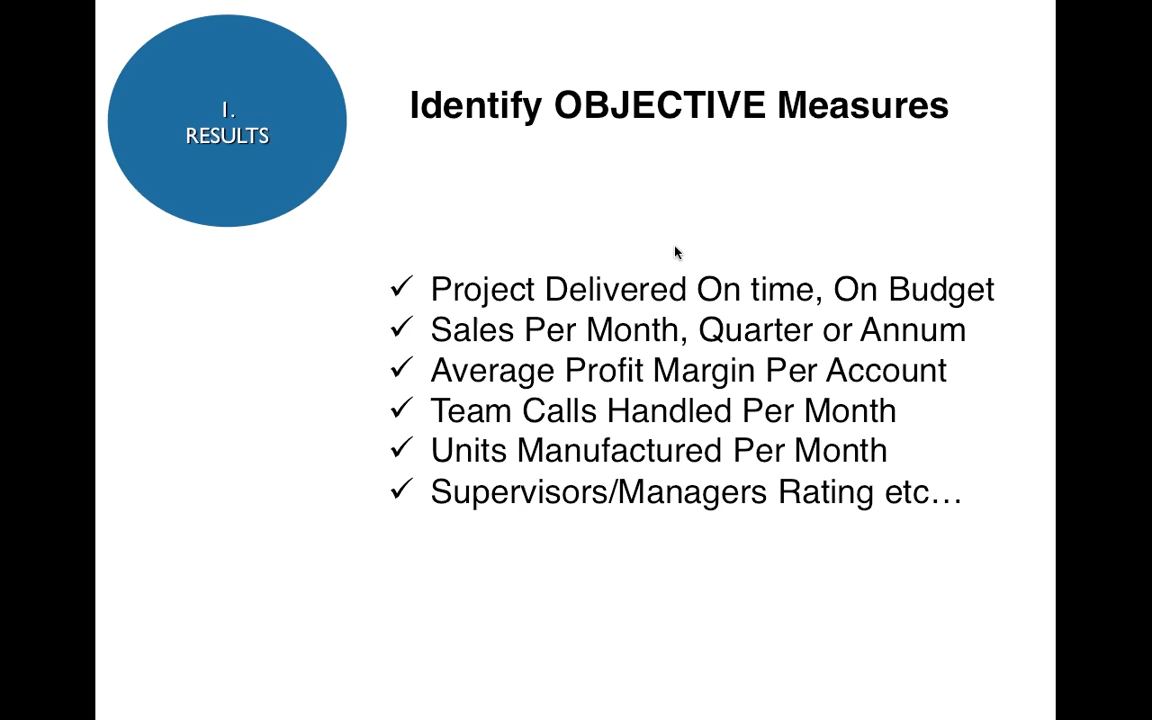 1.
RESULTS
Identify OBJECTIVE Measures
✓ Project Delivered On time, On Budget
✓ Sales Per Month, Quarter or Annum
✓ Average Profit Margin Per Account
✓ Team Calls Handled Per Month
✓ Units Manufactured Per Month
✓ Supervisors/Managers Rating etc…